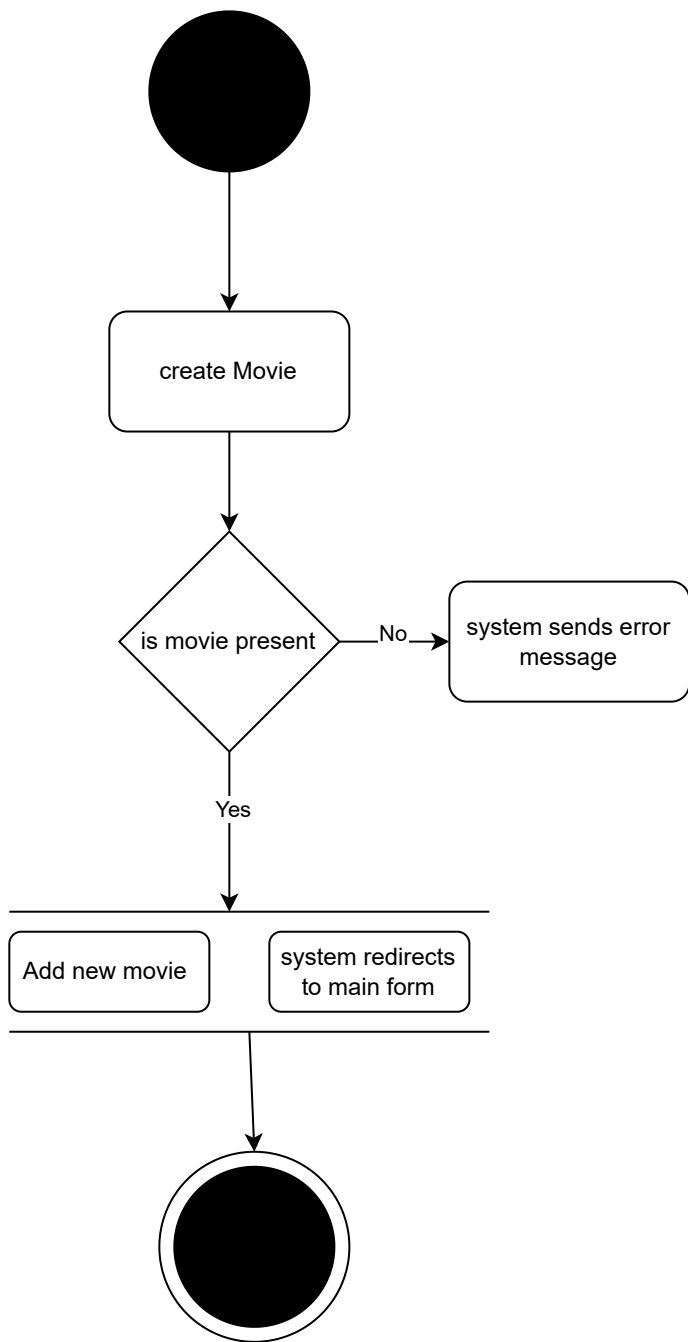 create Movie
is movie present
No
system sends error
message
Yes
Add new movie
system redirects
to main form